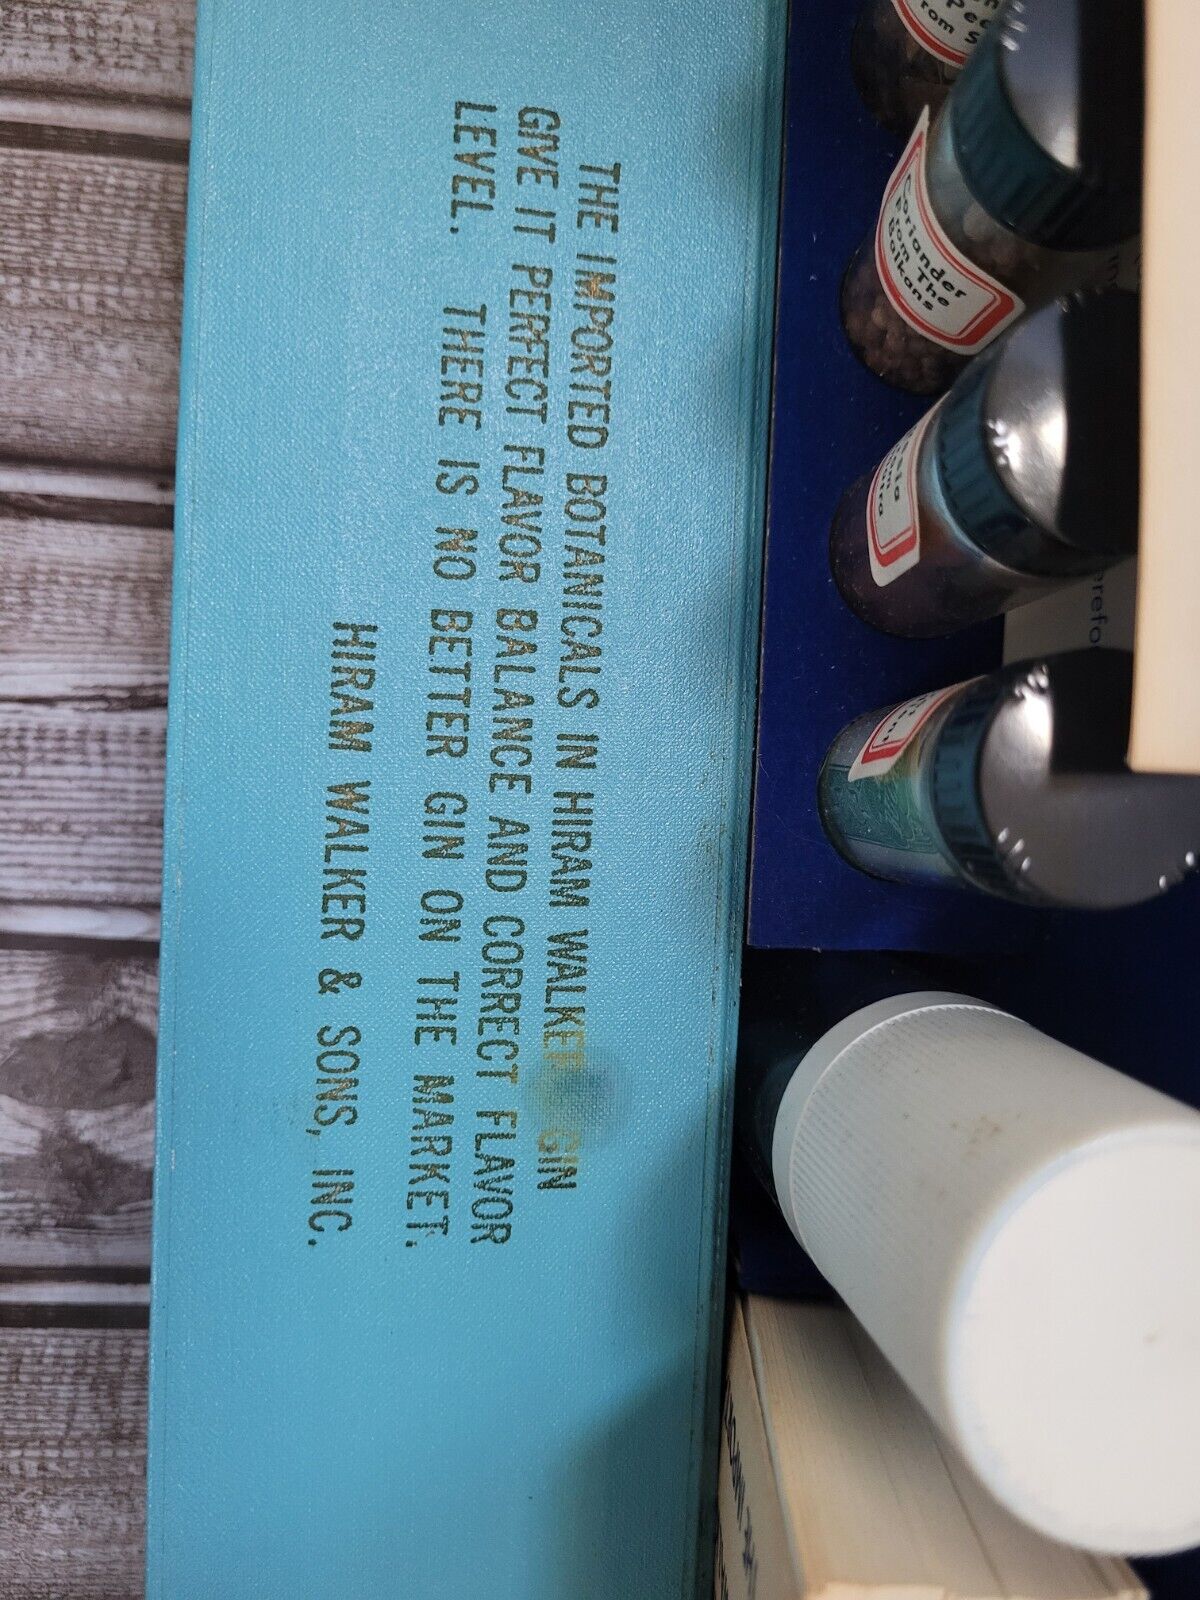 THE IMPORTED BOTANICALS IN HIRAM WALKER GIN
GIVE IT PERFECT FLAVOR BALANCE AND CORRECT FLAVOR
LEVEL. THERE IS NO BETTER GIN ON THE MARKET.
HIRAM WALKER & SONS, INC.
Coriander
From The
Balkans